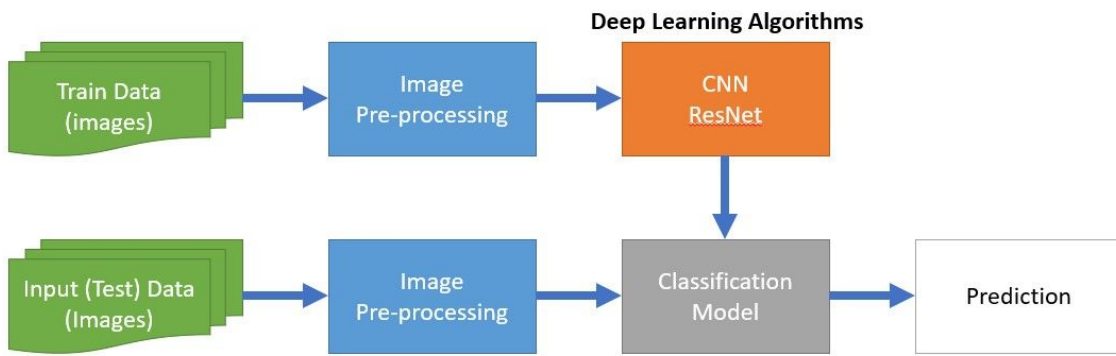 Deep Learning Algorithms
Train Data
(images)
Image
Pre-processing
CNN
ResNet
Input (Test) Data
(Images)
Image
Pre-processing
Classification
Model
Prediction